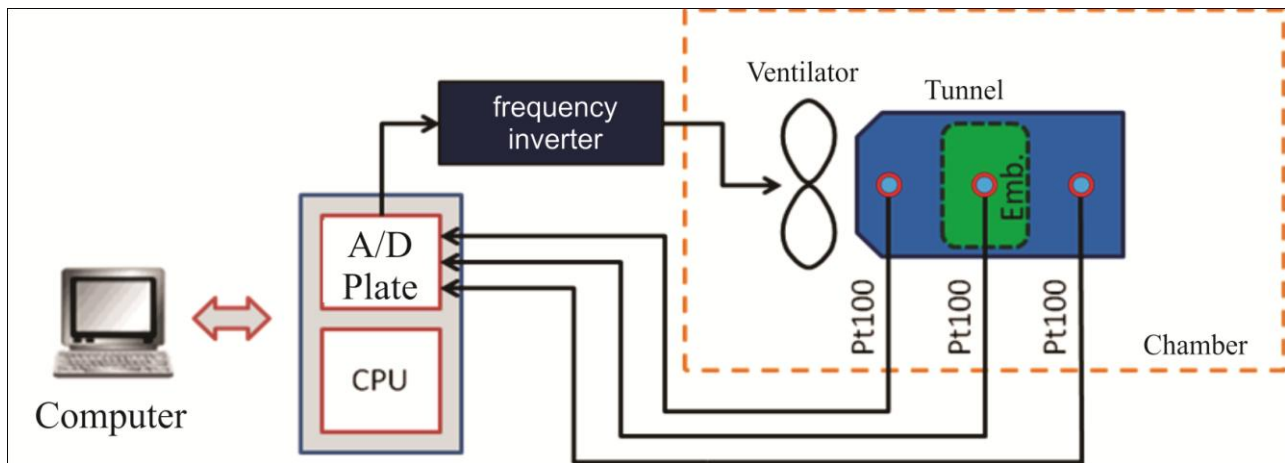 Ventilator
Tunnel
frequency
inverter
Emb.
A/D
Plate
Pt100
Pt100
Pt100
Chamber
CPU
Computer